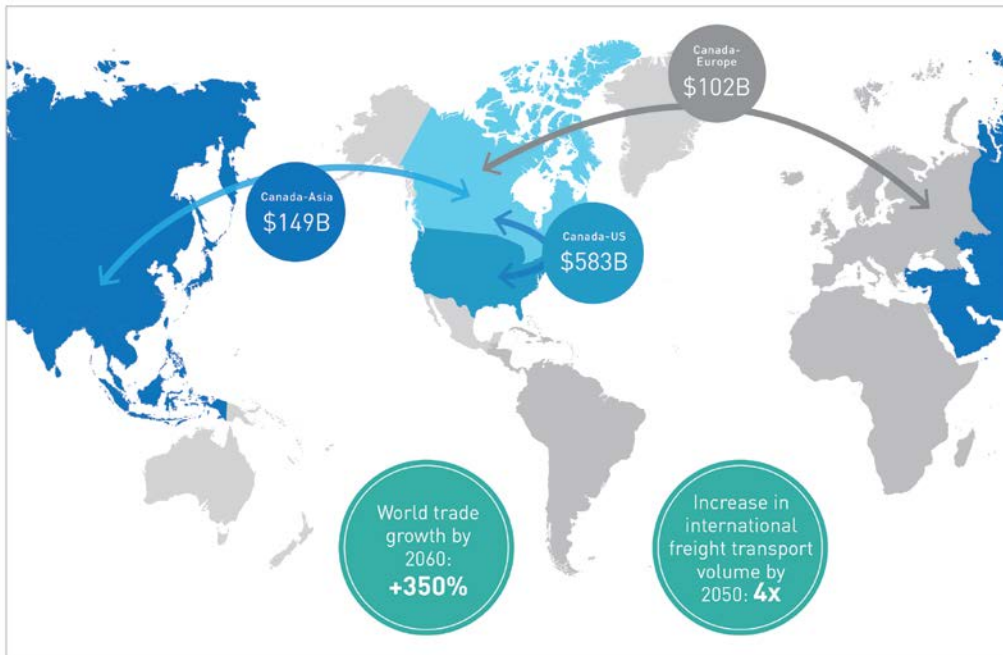 Canada-
Europe
$102B
Canada-Asia
$149B
Canada-US
$583B
World trade
growth by
2060:
+350%
Increase in
international
freight transport
volume by
2050: 4x